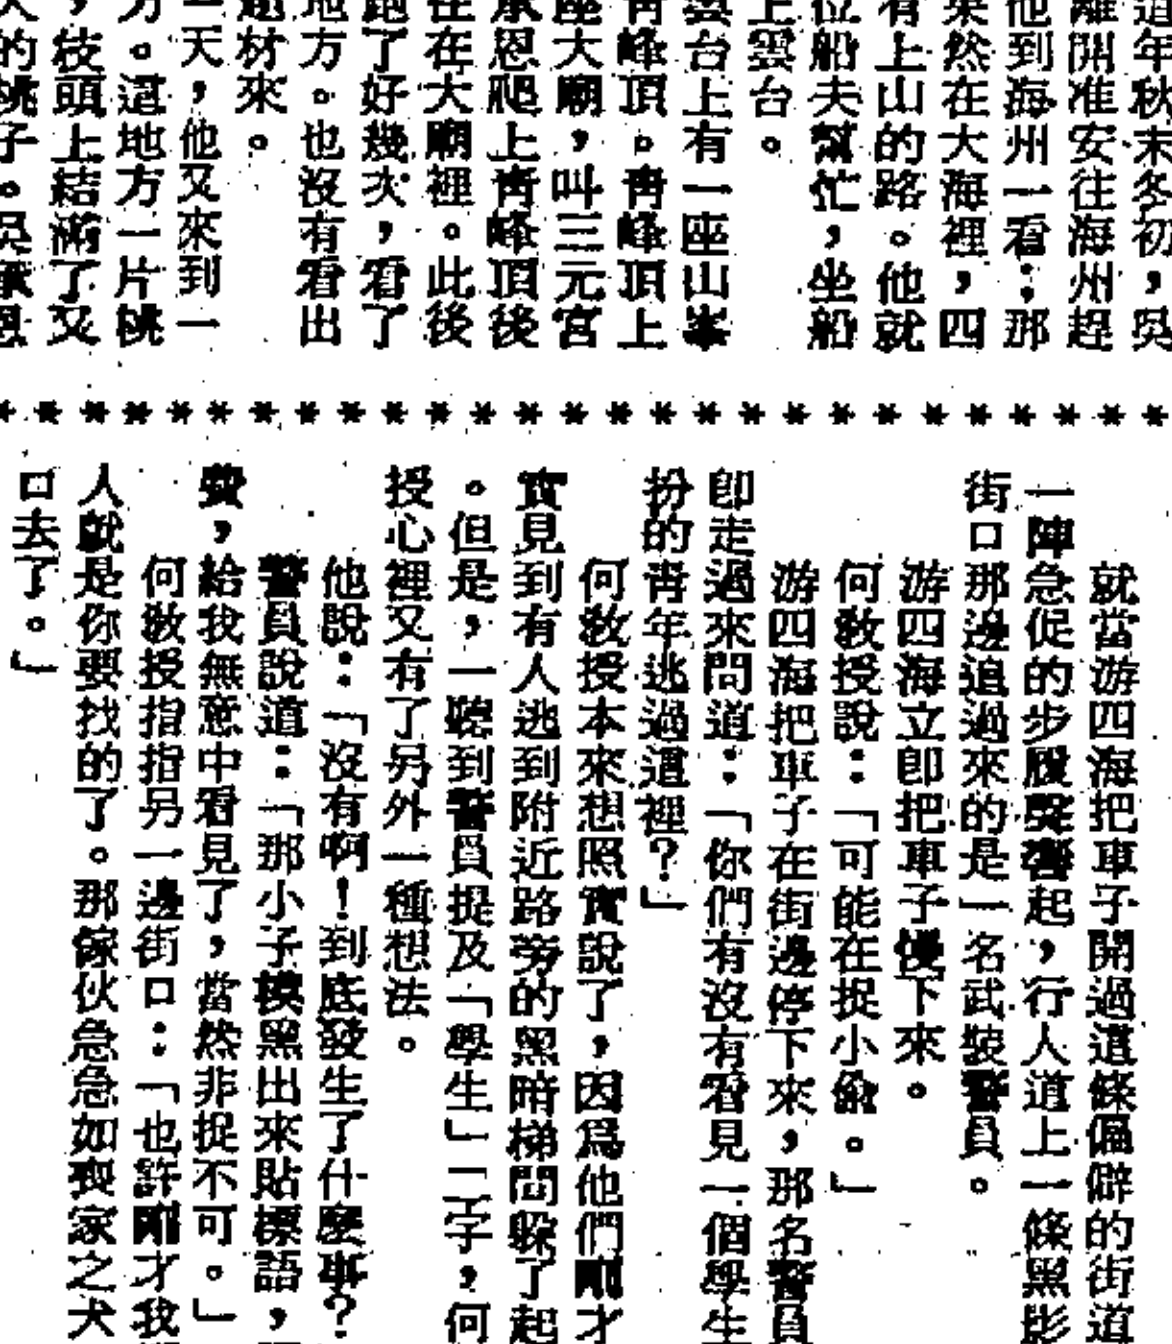 這年秋末冬初，吳
離開淮安往海州趕
他到海州一看；那
果然在大海裡，四
有上山的路。他就
位船夫幫忙，坐船
上雲台。
雲台上有一座山峯
青峰頂。青峰頂上
座大廟，叫三元宮
承恩爬上青峰頂後
住在大廟裡。此後
跑了好幾次，看了
地方。也沒有看出
題材來。
一天，他又來到一
方。這地方一片桃
，枝頭上結滿了又
大的桃子。吳承恩
就當游四海把車子開過這條偏僻的街道
一陣急促的步履聲響起，行人道上一條黑影
街口那邊追過來的是一名武裝警員。
游四海立即把車子慢下來。
何敎授說：「可能在捉小偷。」
游四海把車子在街邊停下來，那名警員
即走過來問道：「你們有沒有看見一個學生
扮的青年逃過這裡？」
何敎授本來想照實說了，因爲他們剛才
實見到有人逃到附近路旁的黑暗梯間躱了起
。但是，一聽到警員提及「學生」二字，何
授心裡又有了另外一種想法。
他說：「沒有啊！到底發生了什麼事？
警員說道：「那小子摸黑出來貼標語，
費，給我無意中看見了，當然非捉不可。」
何敎授指指另一邊街口：「也許剛才我
人就是你要找的了。那傢伙急急如喪家之犬
口去了。」